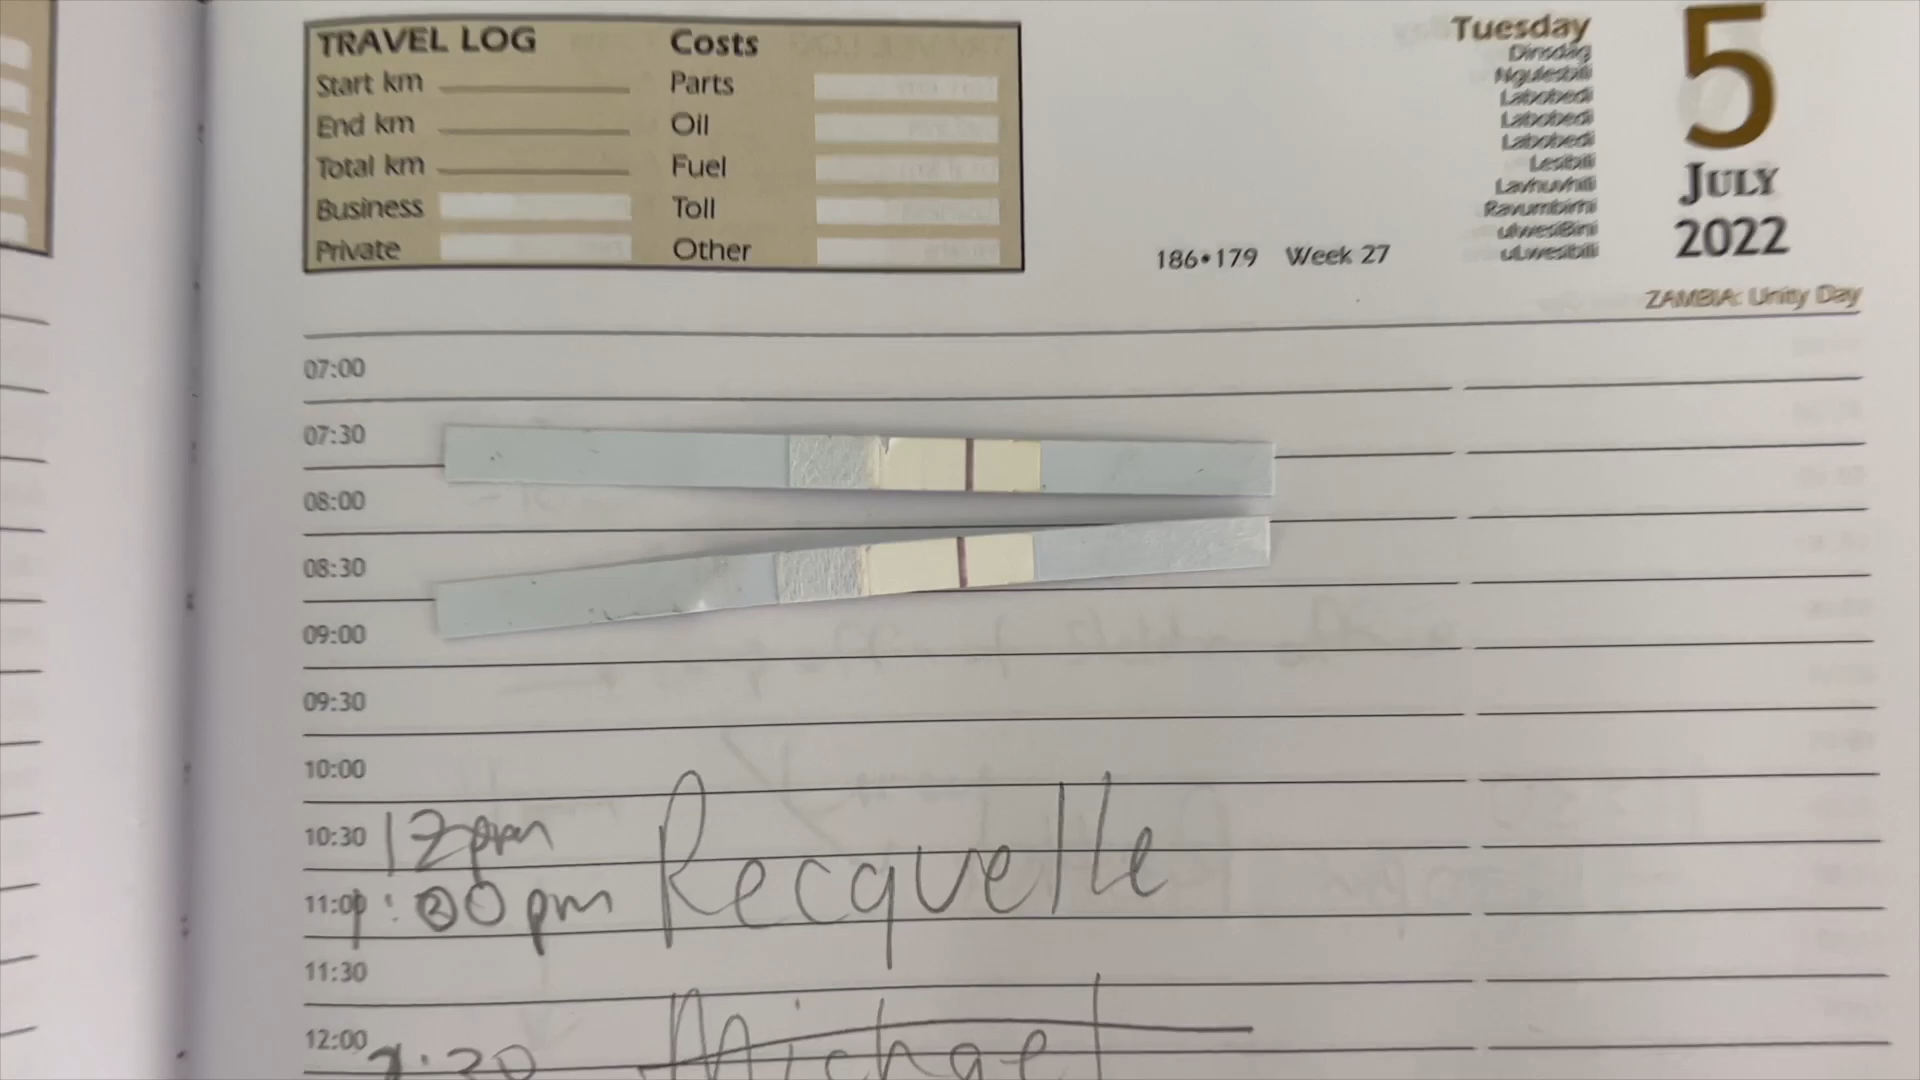 TRAVEL LOG Costs
Start km Parts
End km Oil
Total km Fuel
Business Toll
Private Other
186•179 Week 27
Tuesday
Dinsdag
Ngulesibili
Labobedi
Labobedi
Labobedi
Lesibili
Lavhuvhili
Ravumbirhi
ulwesiBini
uLwesibili
5
JULY
2022
ZAMBIA: Unity Day
07:00
07:30
08:00
08:30
09:00
09:30
10:00
10:30 12pm
11:00 pm Recquelle
11:30
12:00 Michael